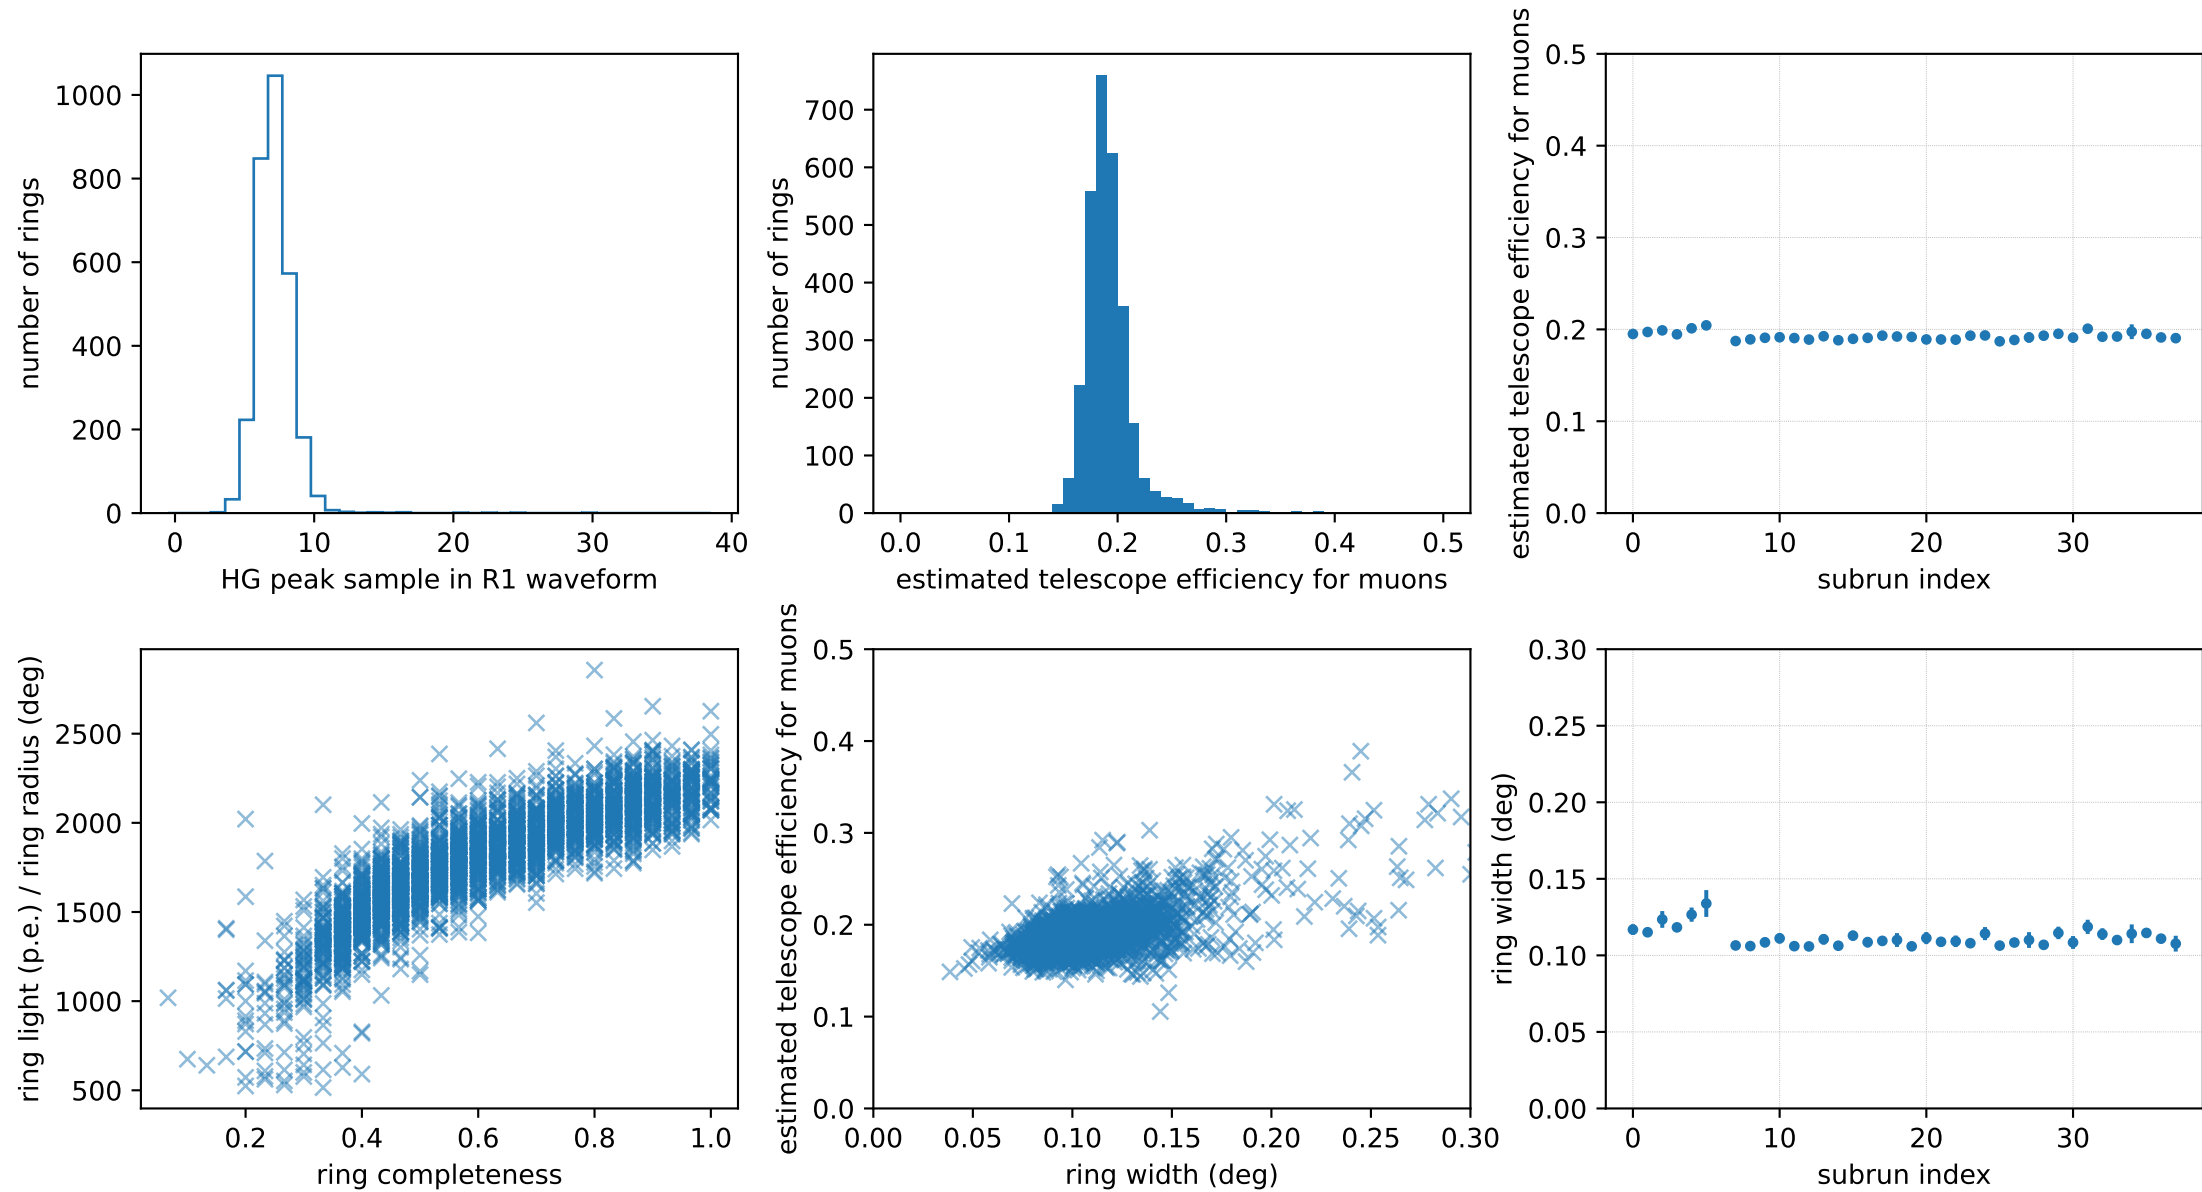 number of rings
1000
800
600
400
200
0
0 10 20 30 40
HG peak sample in R1 waveform
number of rings
700
600
500
400
300
200
100
0
0.0 0.1 0.2 0.3 0.4 0.5
estimated telescope efficiency for muons
estimated telescope efficiency for muons
0.5
0.4
0.3
0.2
0.1
0.0
0 10 20 30
subrun index
ring light (p.e.) / ring radius (deg)
2500
2000
1500
1000
500
0.2 0.4 0.6 0.8 1.0
ring completeness
estimated telescope efficiency for muons
0.5
0.4
0.3
0.2
0.1
0.0
0.00 0.05 0.10 0.15 0.20 0.25 0.30
ring width (deg)
ring width (deg)
0.30
0.25
0.20
0.15
0.10
0.05
0.00
0 10 20 30
subrun index